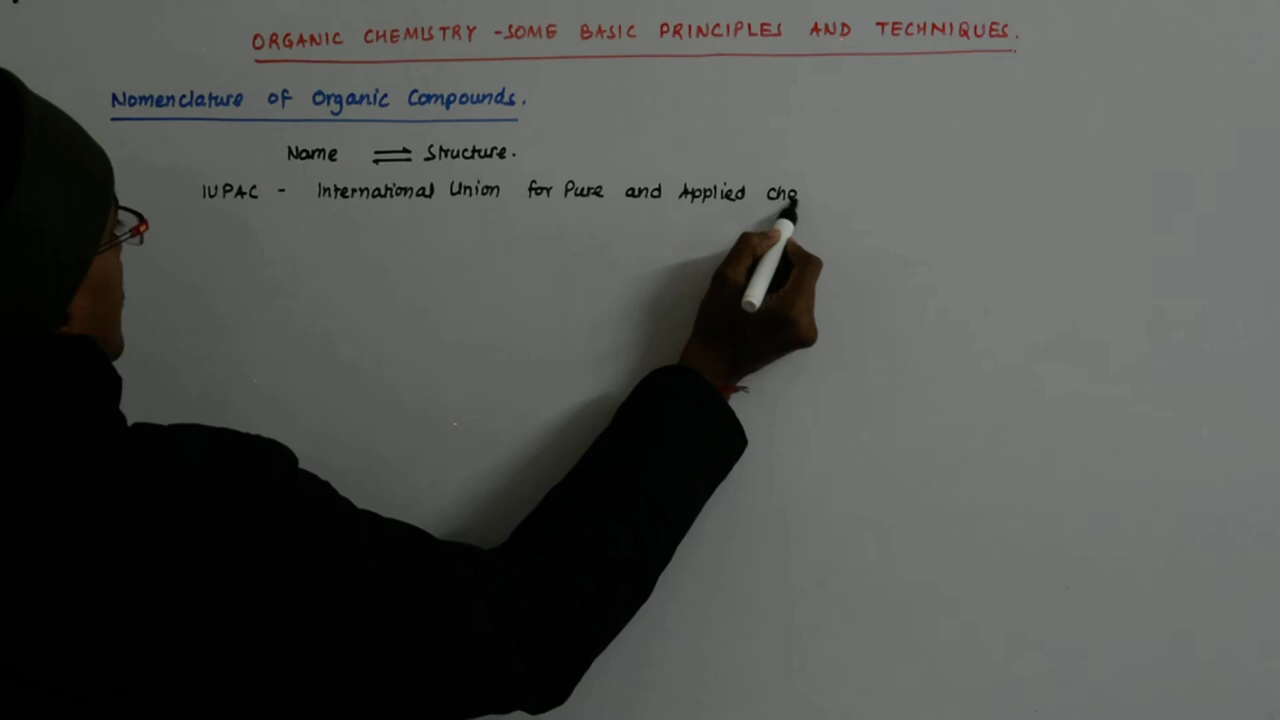 ORGANIC CHEMISTRY -SOME BASIC PRINCIPLES AND TECHNIQUES.
Nomenclature of Organic Compounds.
Name ⇌ Structure.
IUPAC - International Union for Pure and Applied che